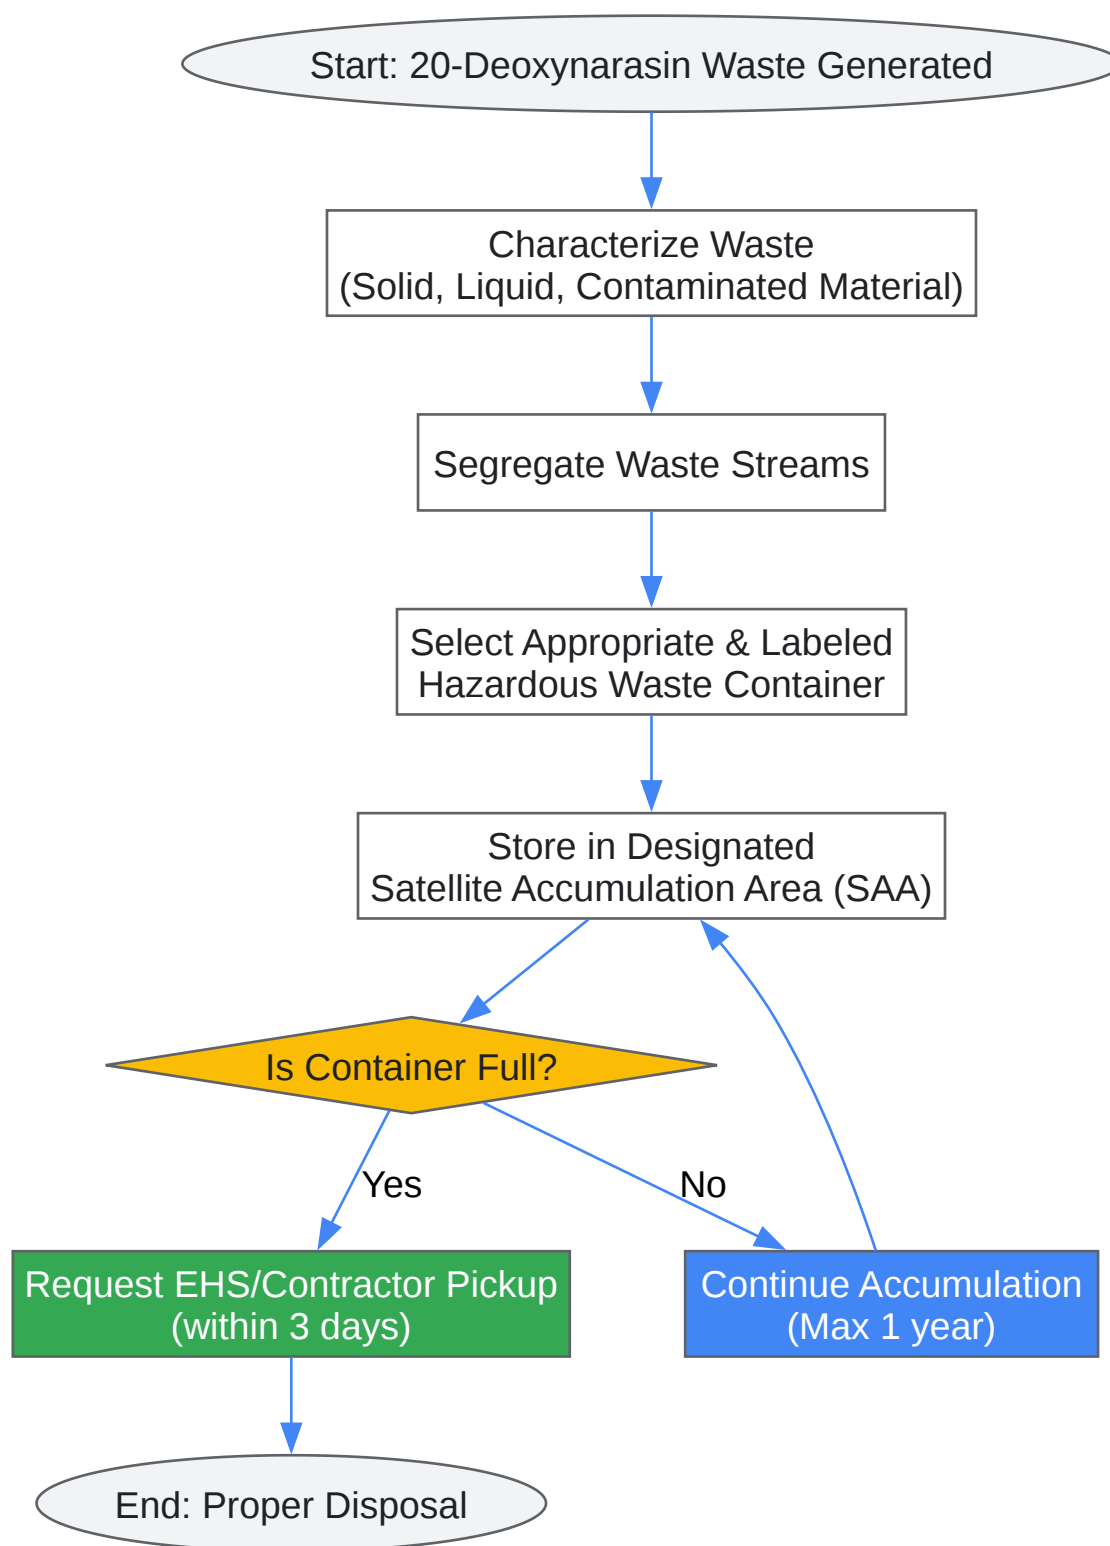 Start: 20-Deoxynarasin Waste Generated
Characterize Waste
(Solid, Liquid, Contaminated Material)
Segregate Waste Streams
Select Appropriate & Labeled
Hazardous Waste Container
Store in Designated
Satellite Accumulation Area (SAA)
Is Container Full?
Yes
No
Request EHS/Contractor Pickup
(within 3 days)
Continue Accumulation
(Max 1 year)
End: Proper Disposal